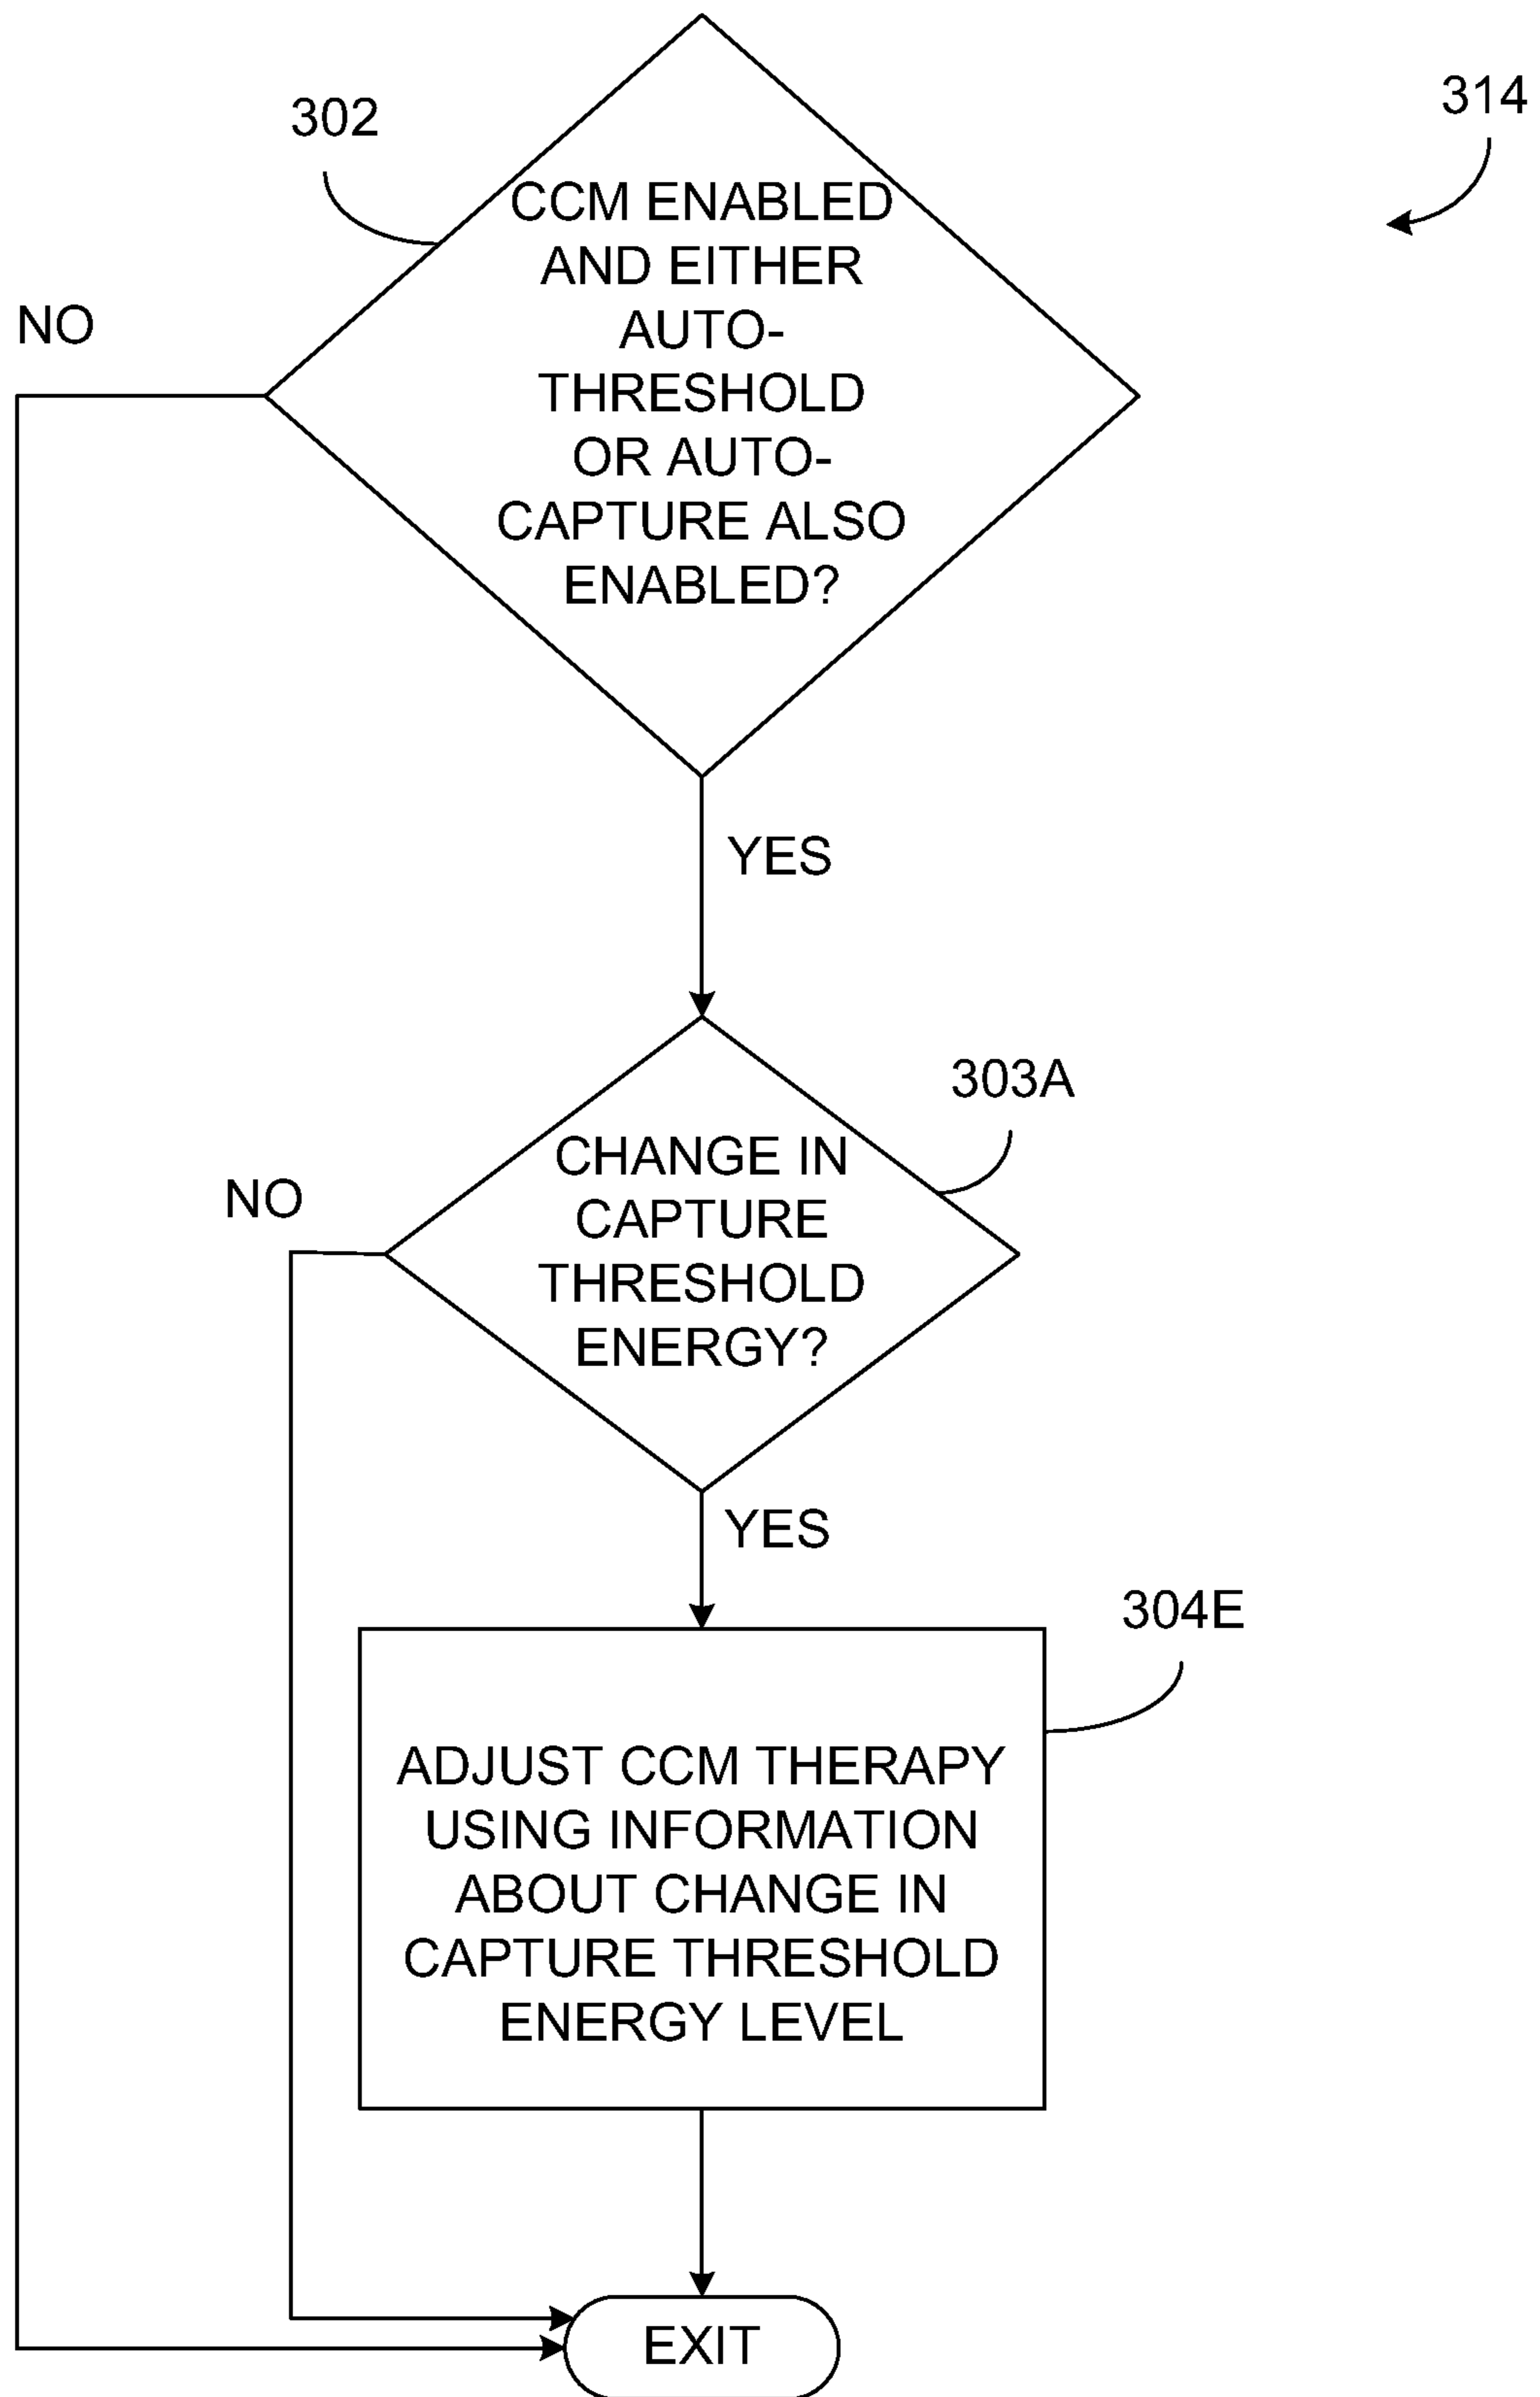 314
302
CCM ENABLED
AND EITHER
AUTO-
THRESHOLD
OR AUTO-
CAPTURE ALSO
ENABLED?
NO
YES
303A
CHANGE IN
CAPTURE
THRESHOLD
ENERGY?
NO
YES
304E
ADJUST CCM THERAPY
USING INFORMATION
ABOUT CHANGE IN
CAPTURE THRESHOLD
ENERGY LEVEL
EXIT